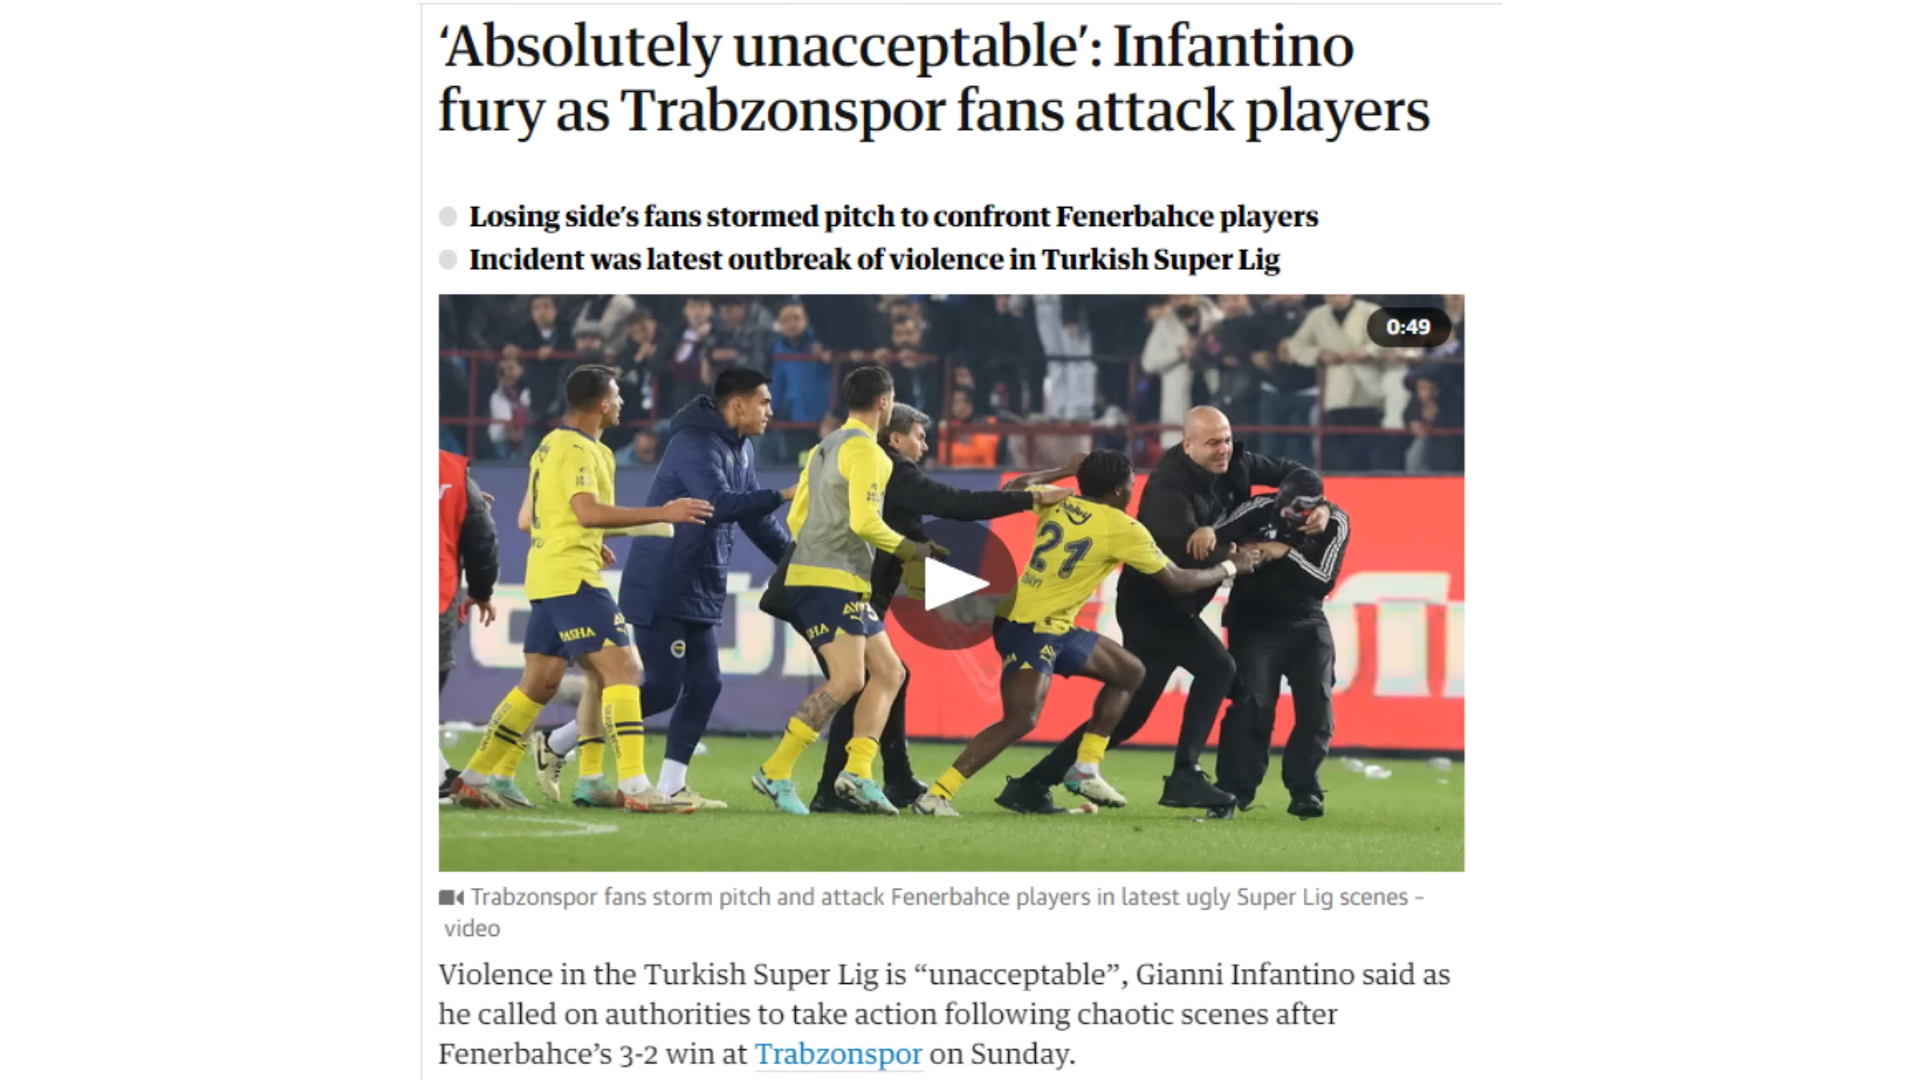 ‘Absolutely unacceptable’: Infantino
fury as Trabzonspor fans attack players
Losing side’s fans stormed pitch to confront Fenerbahce players
Incident was latest outbreak of violence in Turkish Super Lig
0:49
21
PASHA
Trabzonspor fans storm pitch and attack Fenerbahce players in latest ugly Super Lig scenes –
video
Violence in the Turkish Super Lig is “unacceptable”, Gianni Infantino said as
he called on authorities to take action following chaotic scenes after
Fenerbahce’s 3-2 win at Trabzonspor on Sunday.